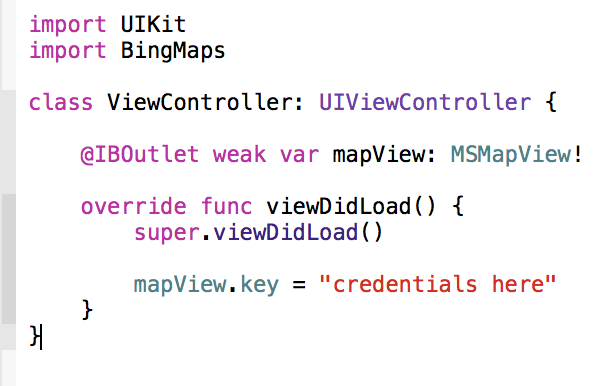 import UIKit
import BingMaps
class ViewController: UIViewController {
@IBOutlet weak var mapView: MSMapView!
override func viewDidLoad() {
super.viewDidLoad()
mapView.key = "credentials here"
}
}